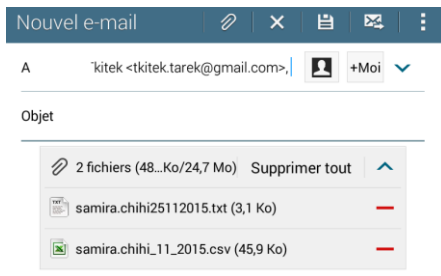 Nouvel e-mail
A kitek <tkitek.tarek@gmail.com>, +Moi
Objet
2 fichiers (48...Ko/24,7 Mo) Supprimer tout
TXT samira.chihi25112015.txt (3,1 Ko)
samira.chihi_11_2015.csv (45,9 Ko)